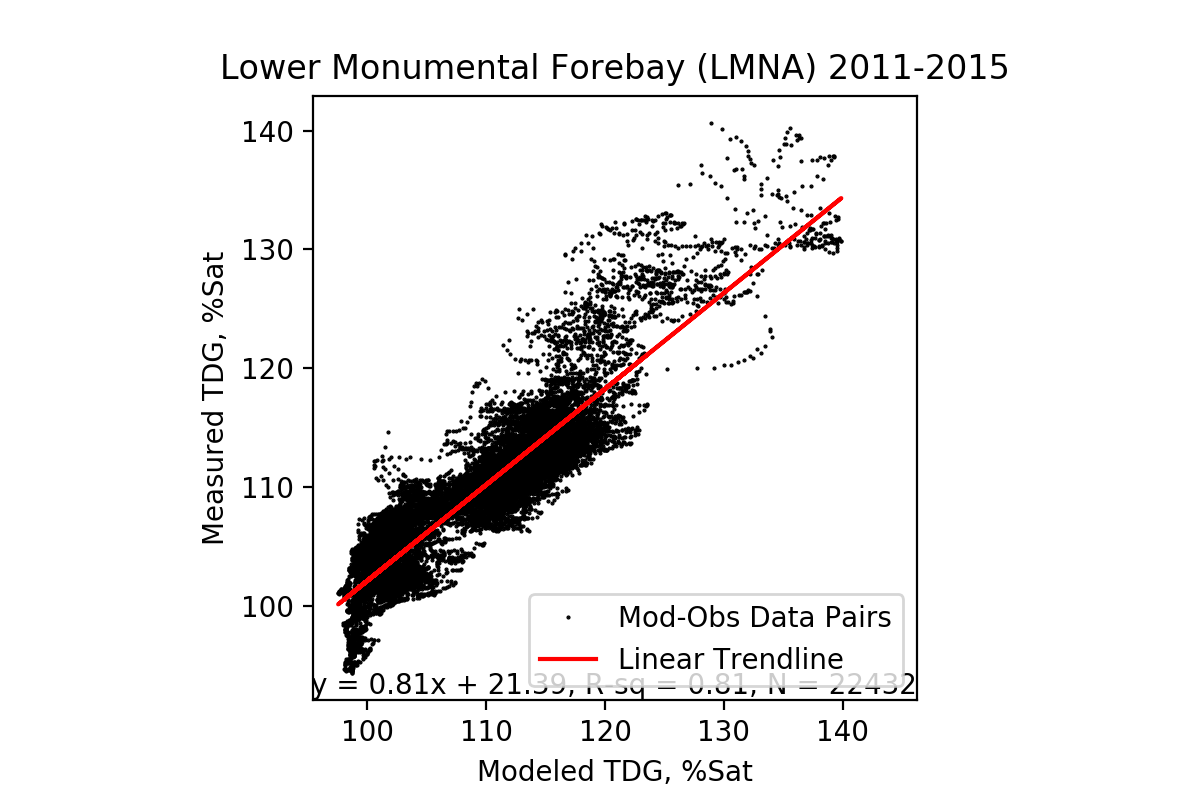 Lower Monumental Forebay (LMNA) 2011-2015
140
130
120
110
100
Measured TDG, %Sat
Mod-Obs Data Pairs
Linear Trendline
y = 0.81x + 21.39, R-sq = 0.81, N = 22432
100 110 120 130 140
Modeled TDG, %Sat